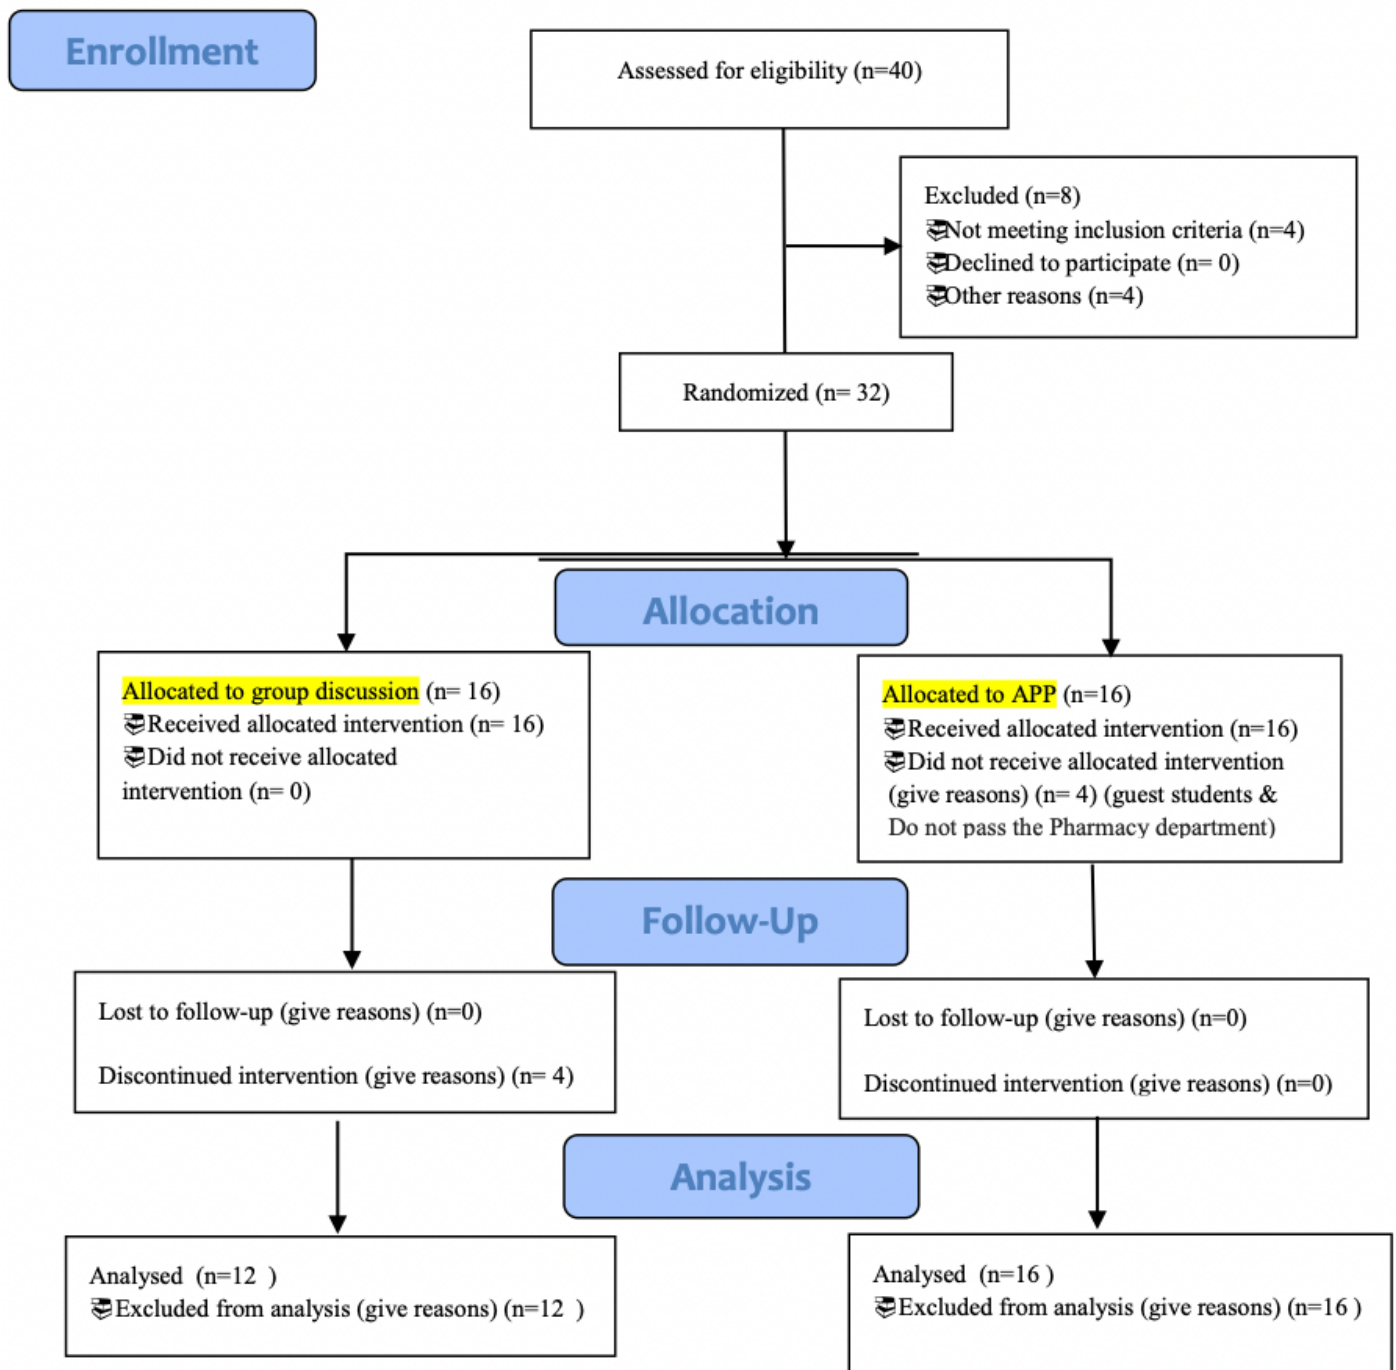 Enrollment
Assessed for eligibility (n=40)
Excluded (n=8)
Not meeting inclusion criteria (n=4)
Declined to participate (n= 0)
Other reasons (n=4)
Randomized (n= 32)
Allocation
Allocated to group discussion (n= 16)
Received allocated intervention (n= 16)
Did not receive allocated
intervention (n= 0)
Allocated to APP (n=16)
Received allocated intervention (n=16)
Did not receive allocated intervention
(give reasons) (n= 4) (guest students &
Do not pass the Pharmacy department)
Follow-Up
Lost to follow-up (give reasons) (n=0)
Discontinued intervention (give reasons) (n= 4)
Lost to follow-up (give reasons) (n=0)
Discontinued intervention (give reasons) (n=0)
Analysis
Analysed  (n=12  )
Excluded from analysis (give reasons) (n=12  )
Analysed  (n=16 )
Excluded from analysis (give reasons) (n=16 )